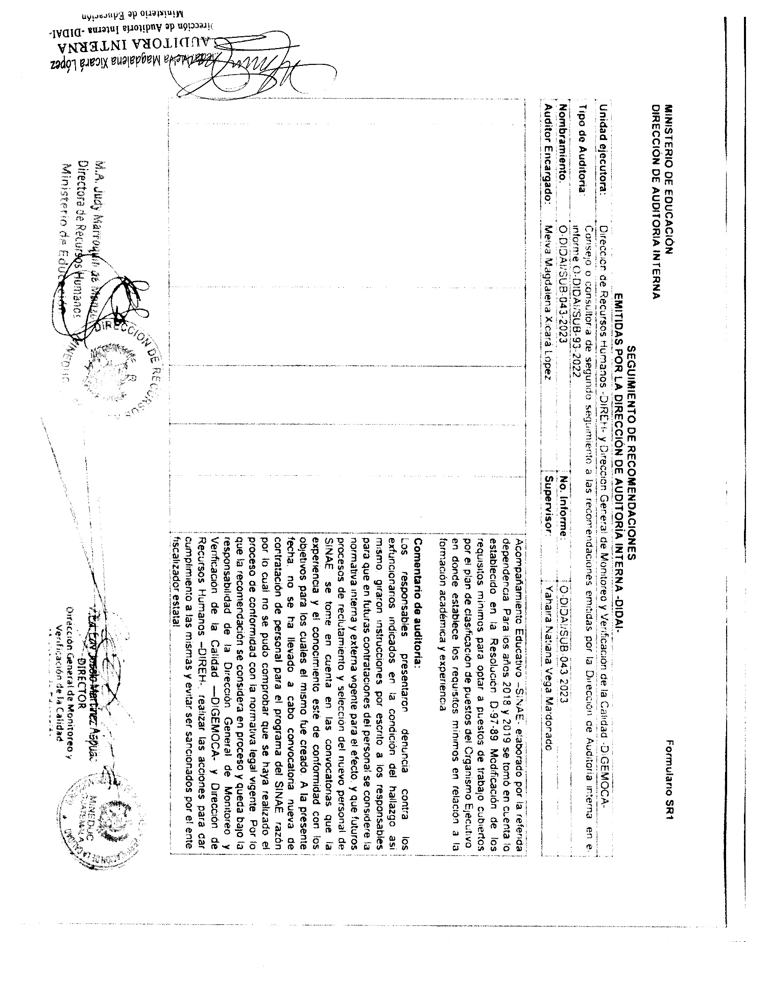 MINISTERIO DE EDUCACIÓN
DIRECCIÓN DE AUDITORIA INTERNA
Formulario SR1
SEGUIMIENTO DE RECOMENDACIONES
EMITIDAS POR LA DIRECCIÓN DE AUDITORÍA INTERNA -DIDAI-
Unidad ejecutora: Dirección de Recursos Humanos -DIREH- y Dirección General de Monitoreo y Verificación de la Calidad -DIGEMOCA-
Tipo de Auditoria: Consejo o consultoria de segundo seguimiento a las recomendaciones emitidas por la Dirección de Auditoria interna en el
informe O-DIDAI/SUB-93-2022
Nombramiento: O-DIDAI/SUB-043-2023 No. Informe: O-DIDAI/SUB-043-2023
Auditor Encargado: Melva Magdalena Xicará López Supervisor: Yahaira Natiana Vega Maldonado
Acompañamiento Educativo –SINAE- elaborado por la referida
dependencia Para los años 2018 y 2019 se tomó en cuenta lo
establecido en la Resolución D-97-89 Modificación de los
requisitos mínimos para optar a puestos de trabajo cubiertos
por el plan de clasificación de puestos del Organismo Ejecutivo
en donde establece los requisitos mínimos en relación a la
formación académica y experiencia
Comentario de auditoria:
Los responsables presentaron denuncia contra los
exfuncionarios indicados en la condición del hallazgo así
mismo giraron instrucciones por escrito a los responsables
para que en futuras contrataciones del personal se considere la
normativa interna y externa vigente para el efecto, y que futuros
procesos de reclutamiento y selección del nuevo personal de
SINAE se tome en cuenta en las convocatorias que la
experiencia y el conocimiento esté de conformidad con los
objetivos para los cuales el mismo fue creado. A la presente
fecha, no se ha llevado a cabo convocatoria nueva de
contratación de personal para el programa del SINAE razón
por lo cual no se pudo comprobar que se haya realizado el
proceso de conformidad con la normativa legal vigente. Por lo
que la recomendación se considera en proceso y queda bajo la
responsabilidad de la Dirección General de Monitoreo y
Verificación de la Calidad —DIGEMOCA- y Dirección de
Recursos Humanos –DIREH-, realizar las acciones para dar
cumplimiento a las mismas y evitar ser sancionados por el ente
fiscalizador estatal
Melva Magdalena Xicará López
AUDITORA INTERNA
Dirección de Auditoría Interna -DIDAI-
Ministerio de Educación
M.A. Judy Marroquín de
Directora de Recursos Humanos
Ministerio de Educación
DIRECCION DE RECURSOS
MINEDUC
Martínez Aspuac
DIRECTOR
Dirección General de Monitoreo y
Verificación de la Calidad
MINEDUC
GUATEMALA
VERIFICACIÓN DE LA CALIDAD